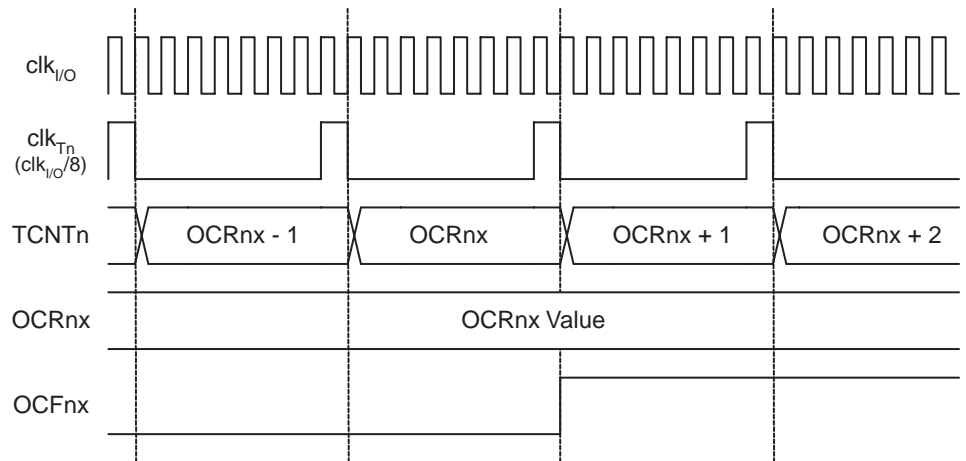 clkI/O
clkTn
(clkI/O/8)
TCNTn
OCRnx - 1
OCRnx
OCRnx + 1
OCRnx + 2
OCRnx
OCRnx Value
OCFnx